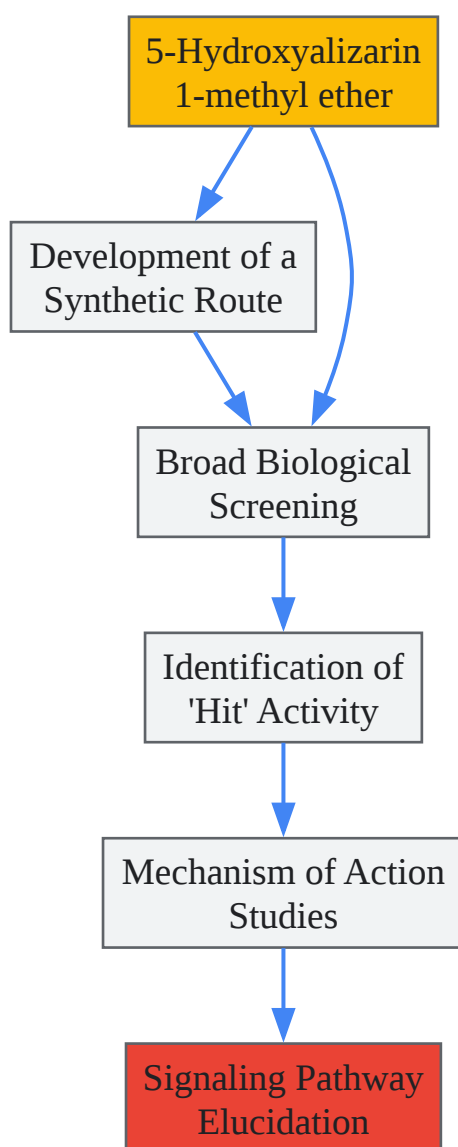 5-Hydroxyalizarin
1-methyl ether
Development of a
Synthetic Route
Broad Biological
Screening
Identification of
'Hit' Activity
Mechanism of Action
Studies
Signaling Pathway
Elucidation